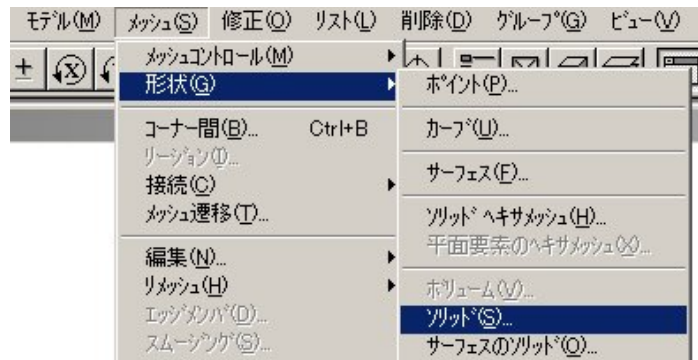 ﾓﾃﾞﾙ(M) ﾒｯｼｭ(S) 修正(O) ﾘｽﾄ(L) 削除(D) ｸﾞﾙｰﾌﾟ(G) ﾋﾞｭｰ(V)
ﾒｯｼｭｺﾝﾄﾛｰﾙ(M)
形状(G)
ｺｰﾅｰ間(B)... Ctrl+B
ﾘｰｼﾞｮﾝ(I)...
接続(C)
ﾒｯｼｭ遷移(T)...
編集(N)...
ﾘﾒｯｼｭ(H)
ｴｯｼﾞﾒﾝﾊﾞ(D)...
ｽﾑｰｼﾞﾝｸﾞ(S)...
ﾎﾟｲﾝﾄ(P)...
ｶｰﾌﾞ(U)...
ｻｰﾌｪｽ(F)...
ｿﾘｯﾄﾞﾍｷｻﾒｯｼｭ(H)...
平面要素のﾍｷｻﾒｯｼｭ(X)...
ﾎﾞﾘｭｰﾑ(V)...
ｿﾘｯﾄﾞ(S)...
ｻｰﾌｪｽのｿﾘｯﾄﾞ(O)...